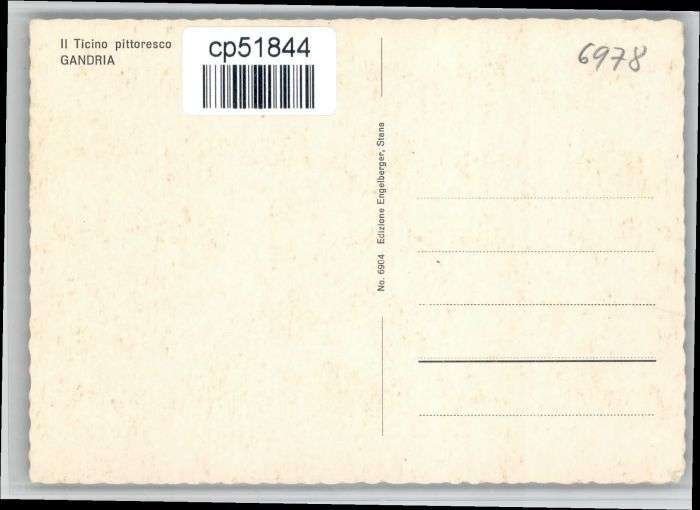 Il Ticino pittoresco
GANDRIA
cp51844
6978
No. 6904 Edizione Engelberger, Stans